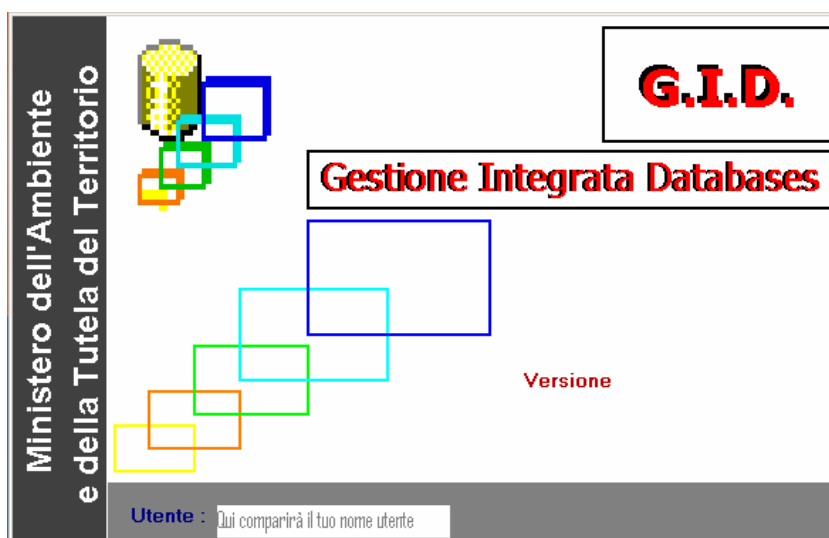 Ministero dell'Ambiente
e della Tutela del Territorio
G.I.D.
Gestione Integrata Databases
Versione
Utente :
Qui comparirà il tuo nome utente